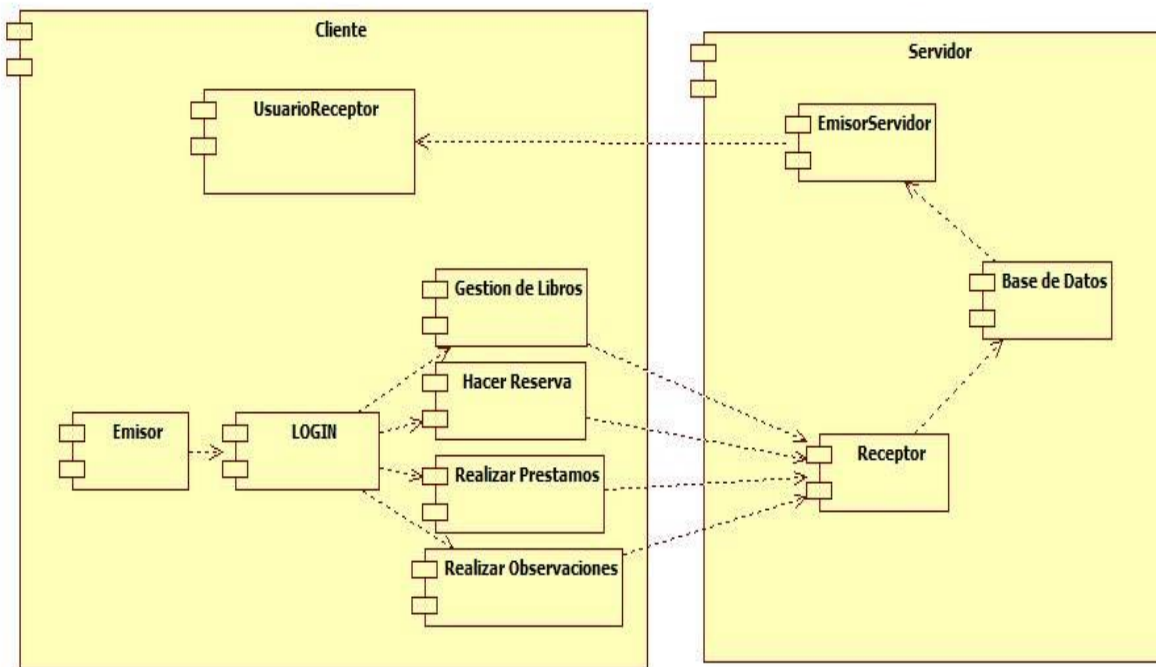 Cliente
Servidor
UsuarioReceptor
EmisorServidor
Base de Datos
Gestion de Libros
Hacer Reserva
Emisor
LOGIN
Receptor
Realizar Prestamos
Realizar Observaciones